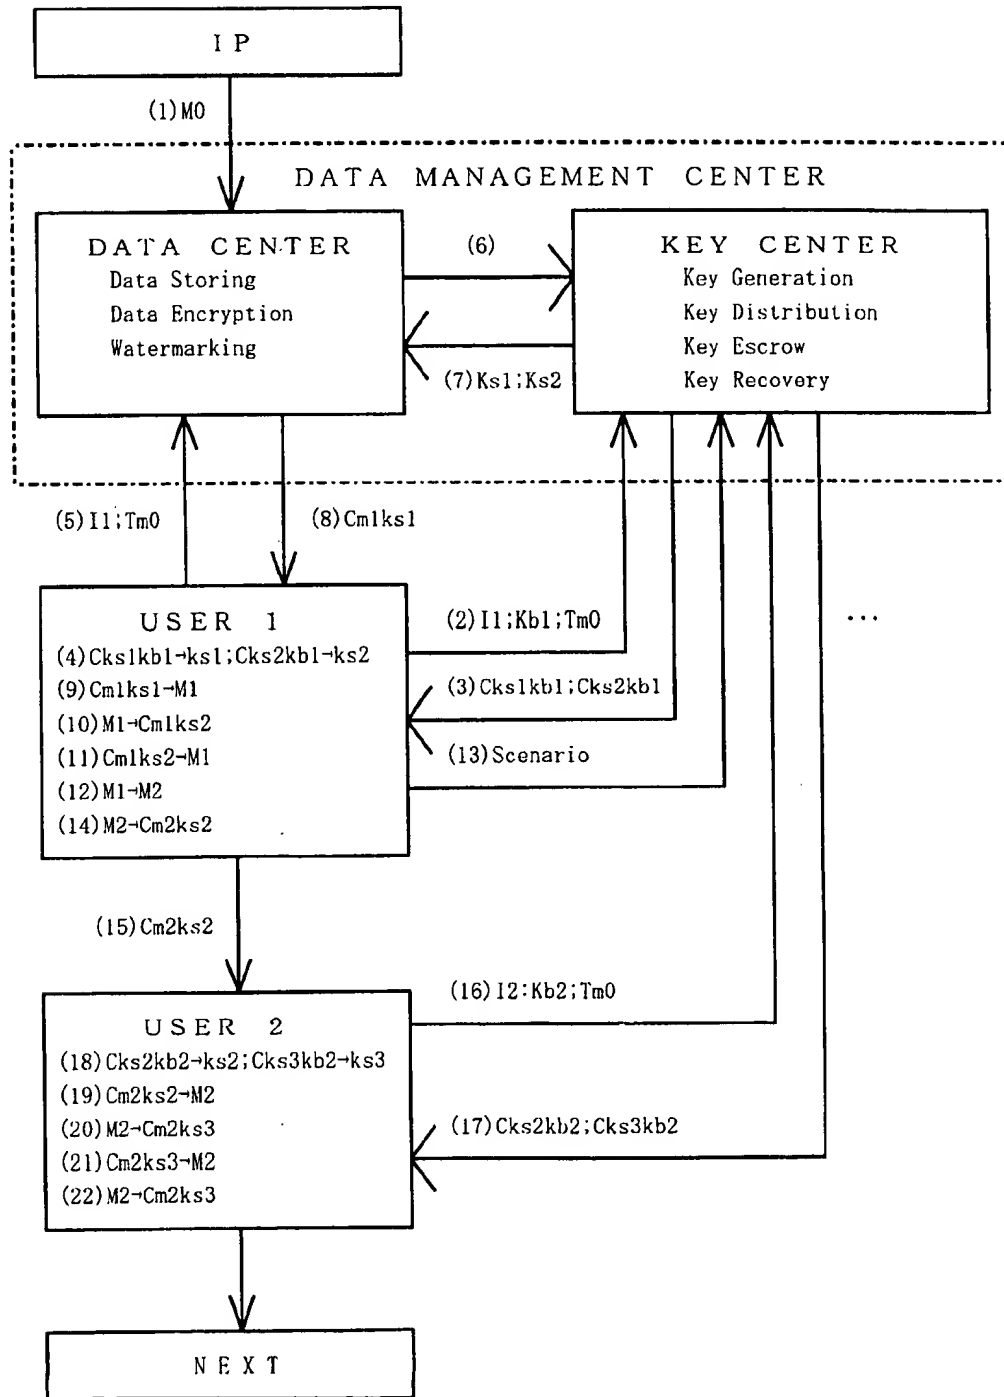 IP
(1)M0
DATA MANAGEMENT CENTER
DATA CENTER
Data Storing
Data Encryption
Watermarking
(6)
(7)Ks1;Ks2
KEY CENTER
Key Generation
Key Distribution
Key Escrow
Key Recovery
(5)I1;Tm0
(8)Cm1ks1
USER 1
(4)Cks1kb1→ks1;Cks2kb1→ks2
(9)Cm1ks1→M1
(10)M1→Cm1ks2
(11)Cm1ks2→M1
(12)M1→M2
(14)M2→Cm2ks2
(2)I1;Kb1;Tm0
(3)Cks1kb1;Cks2kb1
(13)Scenario
...
(15)Cm2ks2
USER 2
(18)Cks2kb2→ks2;Cks3kb2→ks3
(19)Cm2ks2→M2
(20)M2→Cm2ks3
(21)Cm2ks3→M2
(22)M2→Cm2ks3
(16)I2:Kb2;Tm0
(17)Cks2kb2;Cks3kb2
NEXT